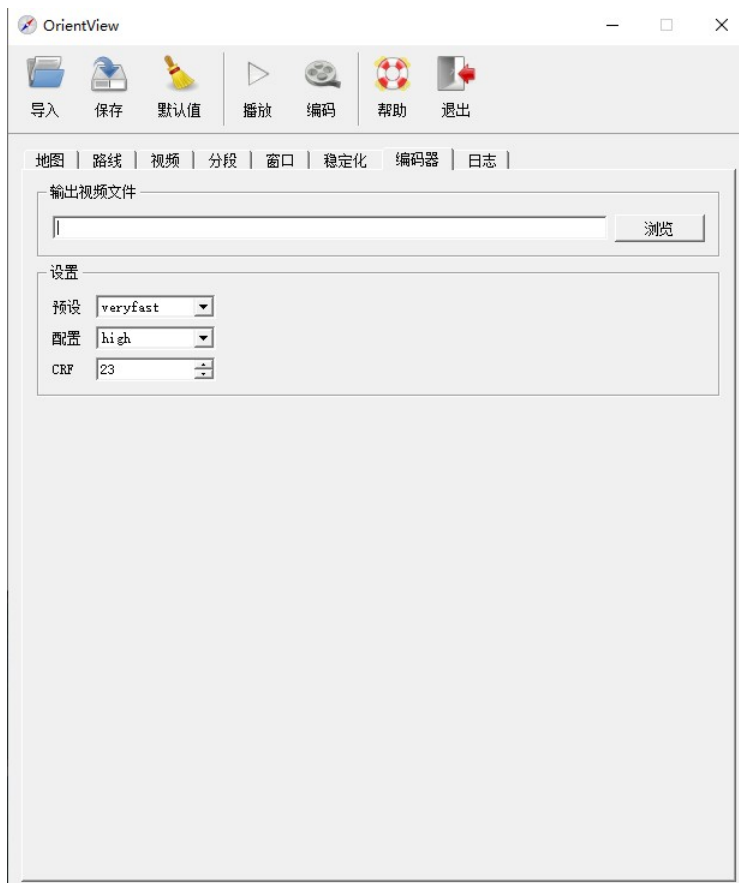 OrientView
导入 保存 默认值 播放 编码 帮助 退出
地图 路线 视频 分段 窗口 稳定化 编码器 日志
输出视频文件
浏览
设置
预设 veryfast
配置 high
CRF 23